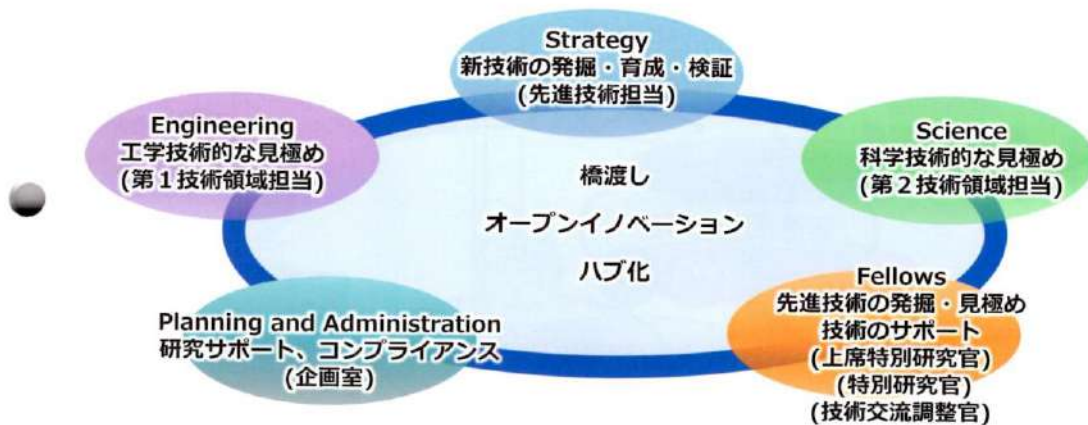 Strategy
新技術の発掘・育成・検証
(先進技術担当)
Engineering
工学技術的な見極め
(第１技術領域担当)
Science
科学技術的な見極め
(第２技術領域担当)
橋渡し
オープンイノベーション
ハブ化
Planning and Administration
研究サポート、コンプライアンス
(企画室)
Fellows
先進技術の発掘・見極め
技術のサポート
(上席特別研究官)
(特別研究官)
(技術交流調整官)